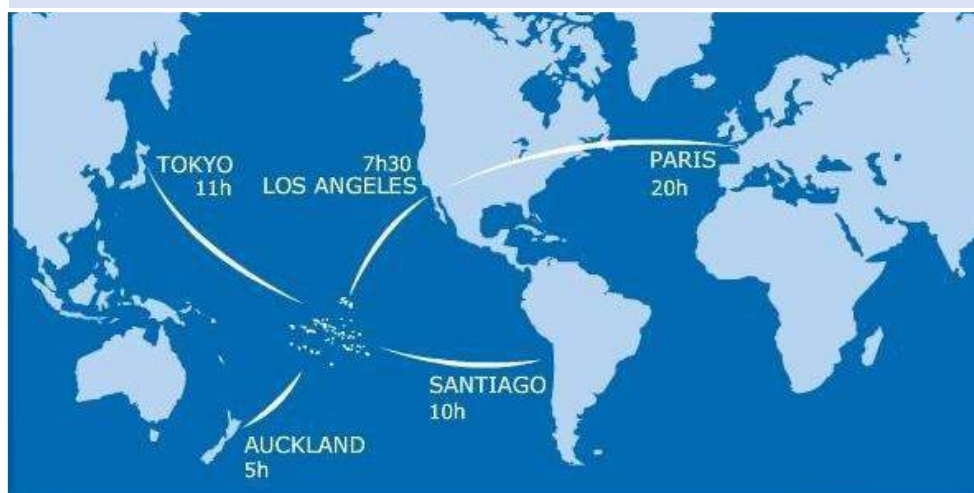 TOKYO
11h
7h30
LOS ANGELES
PARIS
20h
SANTIAGO
10h
AUCKLAND
5h